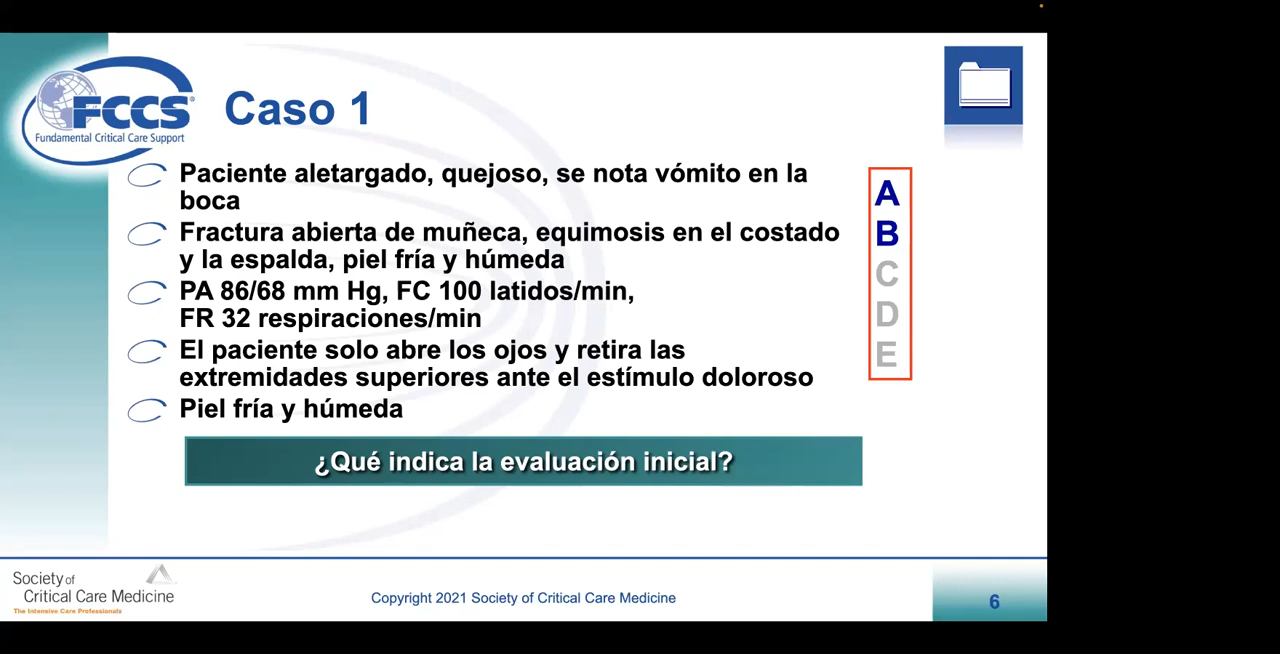 FCCS®
Fundamental Critical Care Support
Caso 1
Paciente aletargado, quejoso, se nota vómito en la
boca
Fractura abierta de muñeca, equimosis en el costado
y la espalda, piel fría y húmeda
PA 86/68 mm Hg, FC 100 latidos/min,
FR 32 respiraciones/min
El paciente solo abre los ojos y retira las
extremidades superiores ante el estímulo doloroso
Piel fría y húmeda
A
B
C
D
E
¿Qué indica la evaluación inicial?
Society of
Critical Care Medicine
The Intensive Care Professionals
Copyright 2021 Society of Critical Care Medicine
6